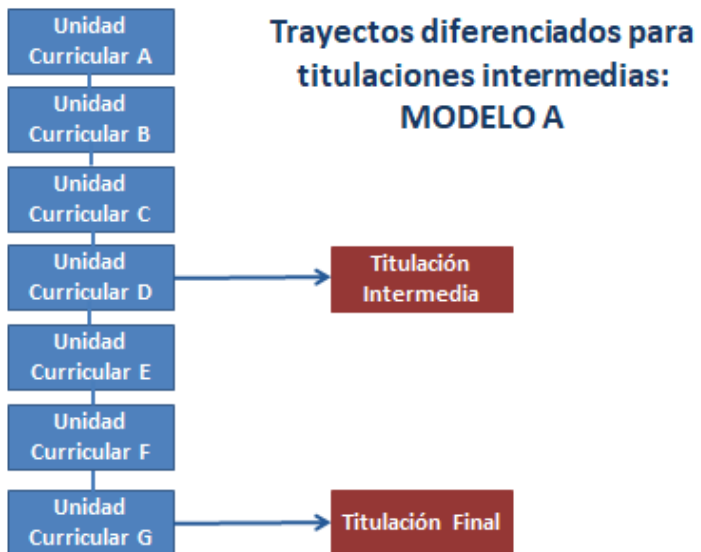 Trayectos diferenciados para
titulaciones intermedias:
MODELO A
Unidad
Curricular A
Unidad
Curricular B
Unidad
Curricular C
Unidad
Curricular D
Titulación
Intermedia
Unidad
Curricular E
Unidad
Curricular F
Unidad
Curricular G
Titulación Final